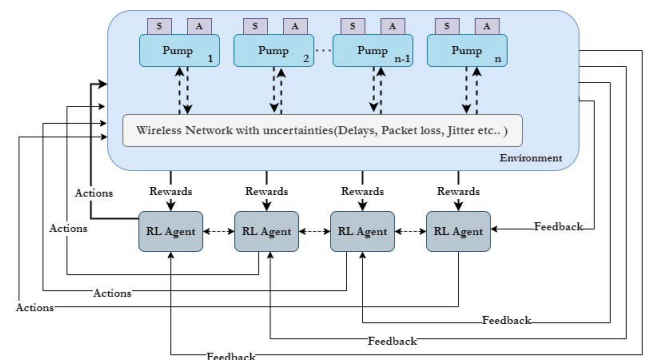 S A S A S A S A
Pump 1 Pump 2 ... Pump n-1 Pump n
Wireless Network with uncertainties(Delays, Packet loss, Jitter etc.. )
Environment
Actions Rewards Rewards Rewards Rewards
RL Agent RL Agent RL Agent RL Agent Feedback
Actions
Actions
Actions
Feedback
Feedback
Feedback